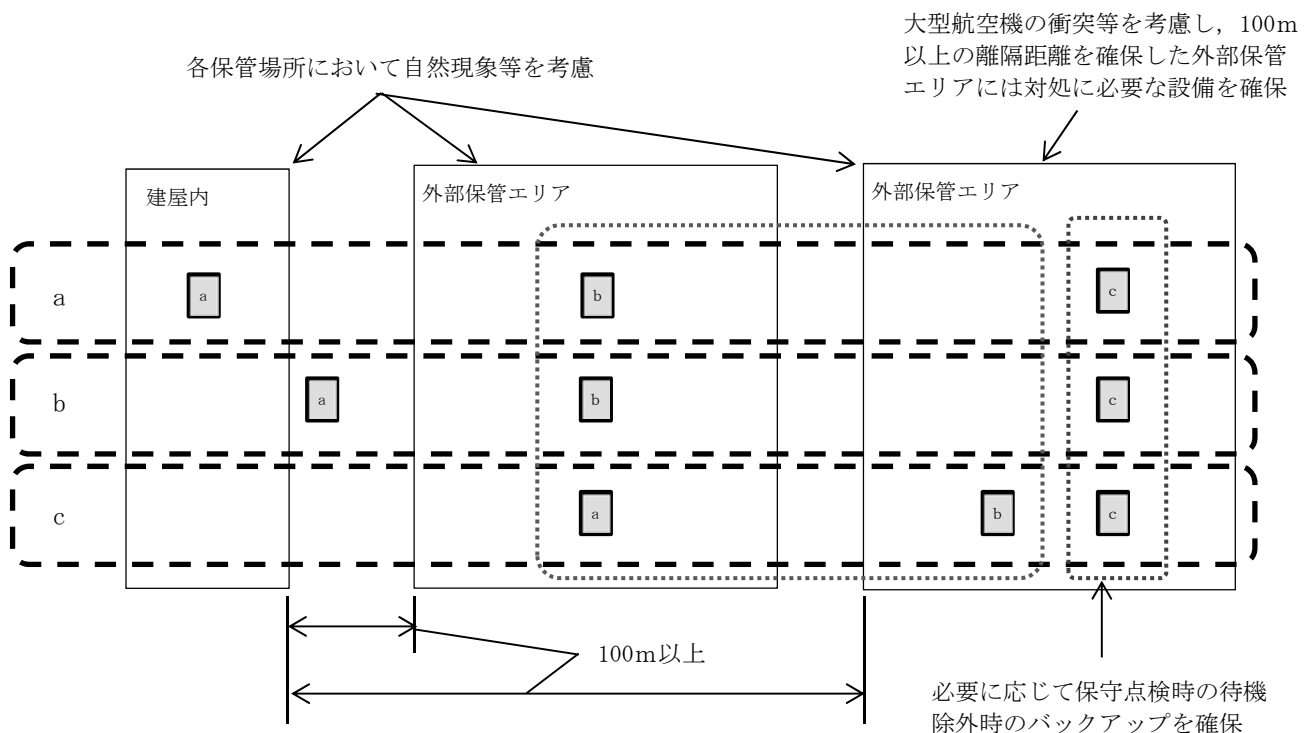 大型航空機の衝突等を考慮し，100m
以上の離隔距離を確保した外部保管
エリアには対処に必要な設備を確保
各保管場所において自然現象等を考慮
建屋内
外部保管エリア
外部保管エリア
a
a
b
c
b
a
b
c
c
a
b
c
100m以上
必要に応じて保守点検時の待機
除外時のバックアップを確保